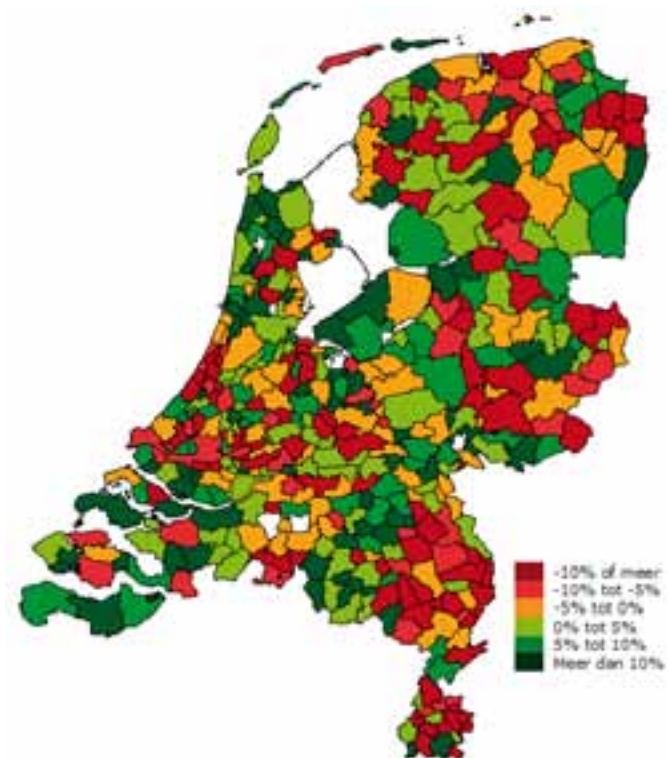 -10% of meer
-10% tot -5%
-5% tot 0%
0% tot 5%
5% tot 10%
Meer dan 10%